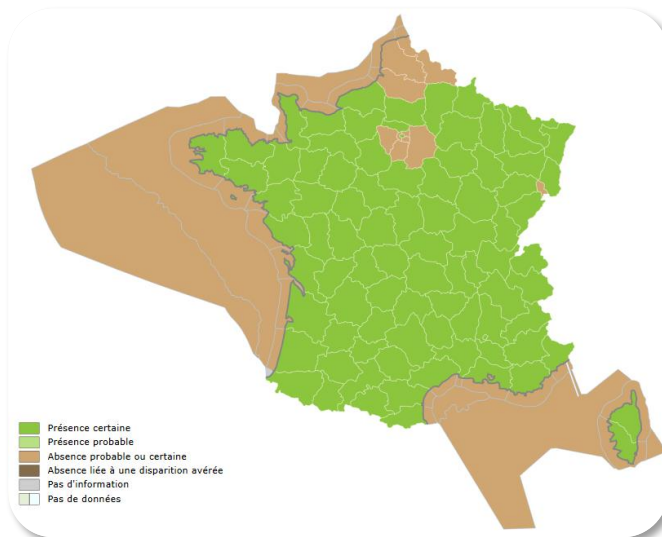 Présence certaine
Présence probable
Absence probable ou certaine
Absence liée à une disparition avérée
Pas d'information
Pas de données